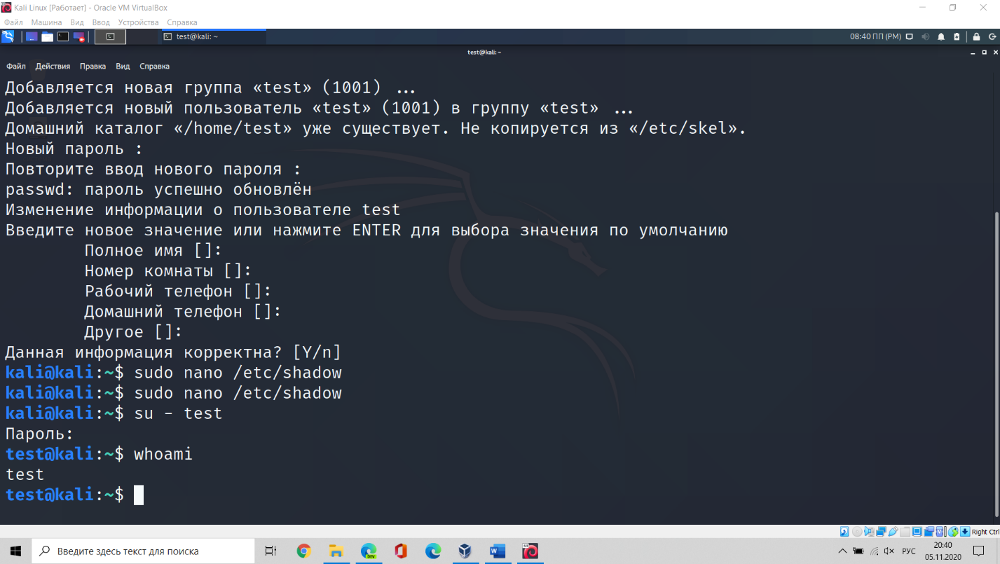 Kali Linux [Работает] - Oracle VM VirtualBox
Файл Машина Вид Ввод Устройства Справка
test@kali: ~
08:40 ПП (PM)
test@kali: ~
Файл Действия Правка Вид Справка
Добавляется новая группа «test» (1001) ...
Добавляется новый пользователь «test» (1001) в группу «test» ...
Домашний каталог «/home/test» уже существует. Не копируется из «/etc/skel».
Новый пароль :
Повторите ввод нового пароля :
passwd: пароль успешно обновлён
Изменение информации о пользователе test
Введите новое значение или нажмите ENTER для выбора значения по умолчанию
Полное имя []:
Номер комнаты []:
Рабочий телефон []:
Домашний телефон []:
Другое []:
Данная информация корректна? [Y/n]
kali@kali:~$ sudo nano /etc/shadow
kali@kali:~$ sudo nano /etc/shadow
kali@kali:~$ su - test
Пароль:
test@kali:~$ whoami
test
test@kali:~$
Right Ctrl
Введите здесь текст для поиска
DEV
РУС
20:40
05.11.2020